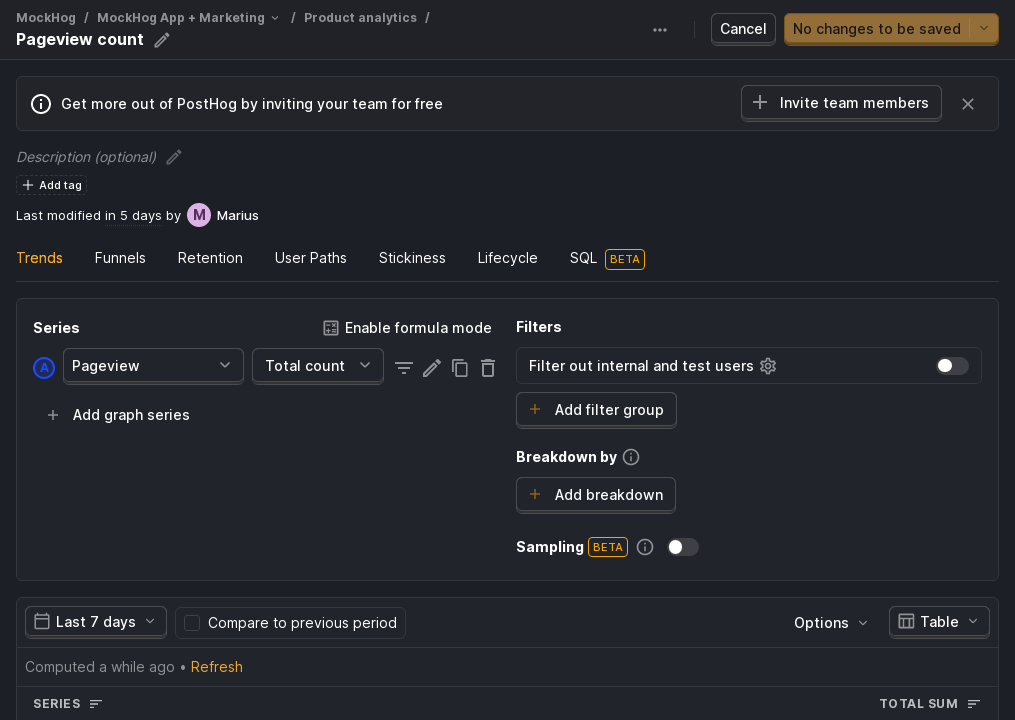 MockHog / MockHog App + Marketing / Product analytics /
Pageview count
Cancel
No changes to be saved
Get more out of PostHog by inviting your team for free
Invite team members
Description (optional)
Add tag
Last modified in 5 days by M Marius
Trends Funnels Retention User Paths Stickiness Lifecycle SQL BETA
Series
Enable formula mode
A Pageview Total count
Add graph series
Filters
Filter out internal and test users
Add filter group
Breakdown by
Add breakdown
Sampling BETA
Last 7 days Compare to previous period Options Table
Computed a while ago • Refresh
SERIES TOTAL SUM